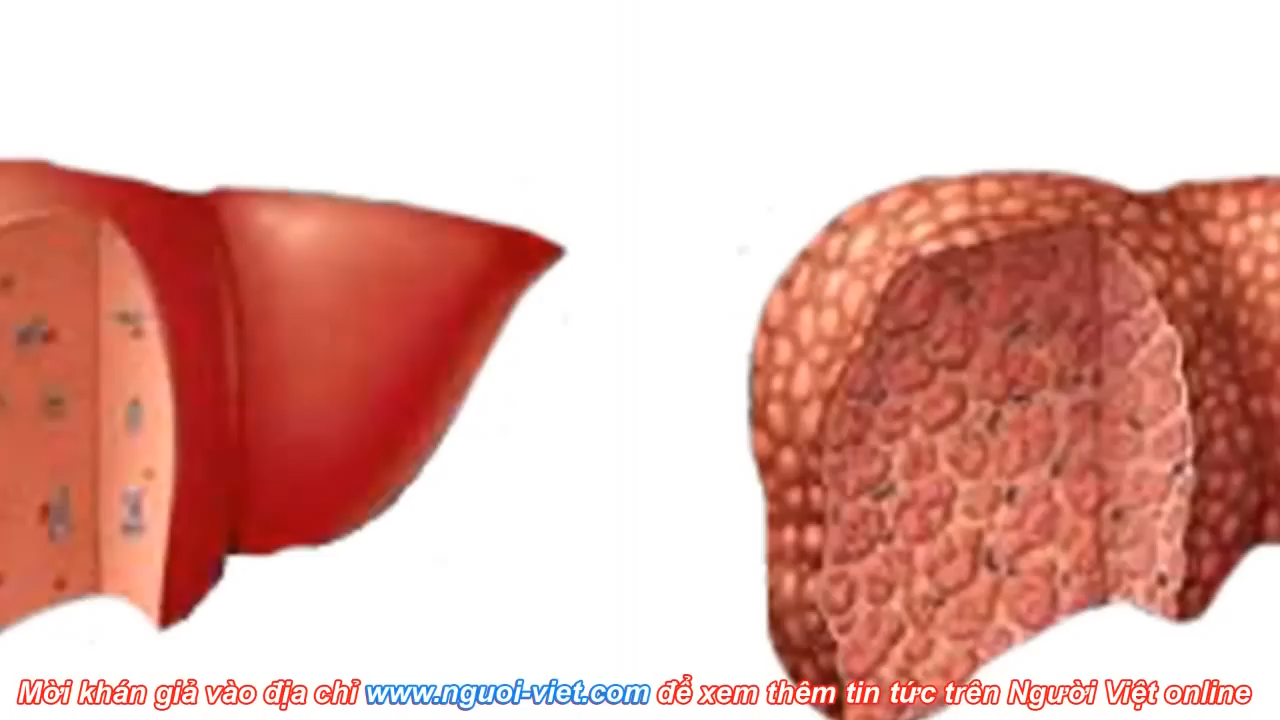 Mời khán giả vào địa chỉ www.nguoi-viet.com để xem thêm tin tức trên Người Việt online